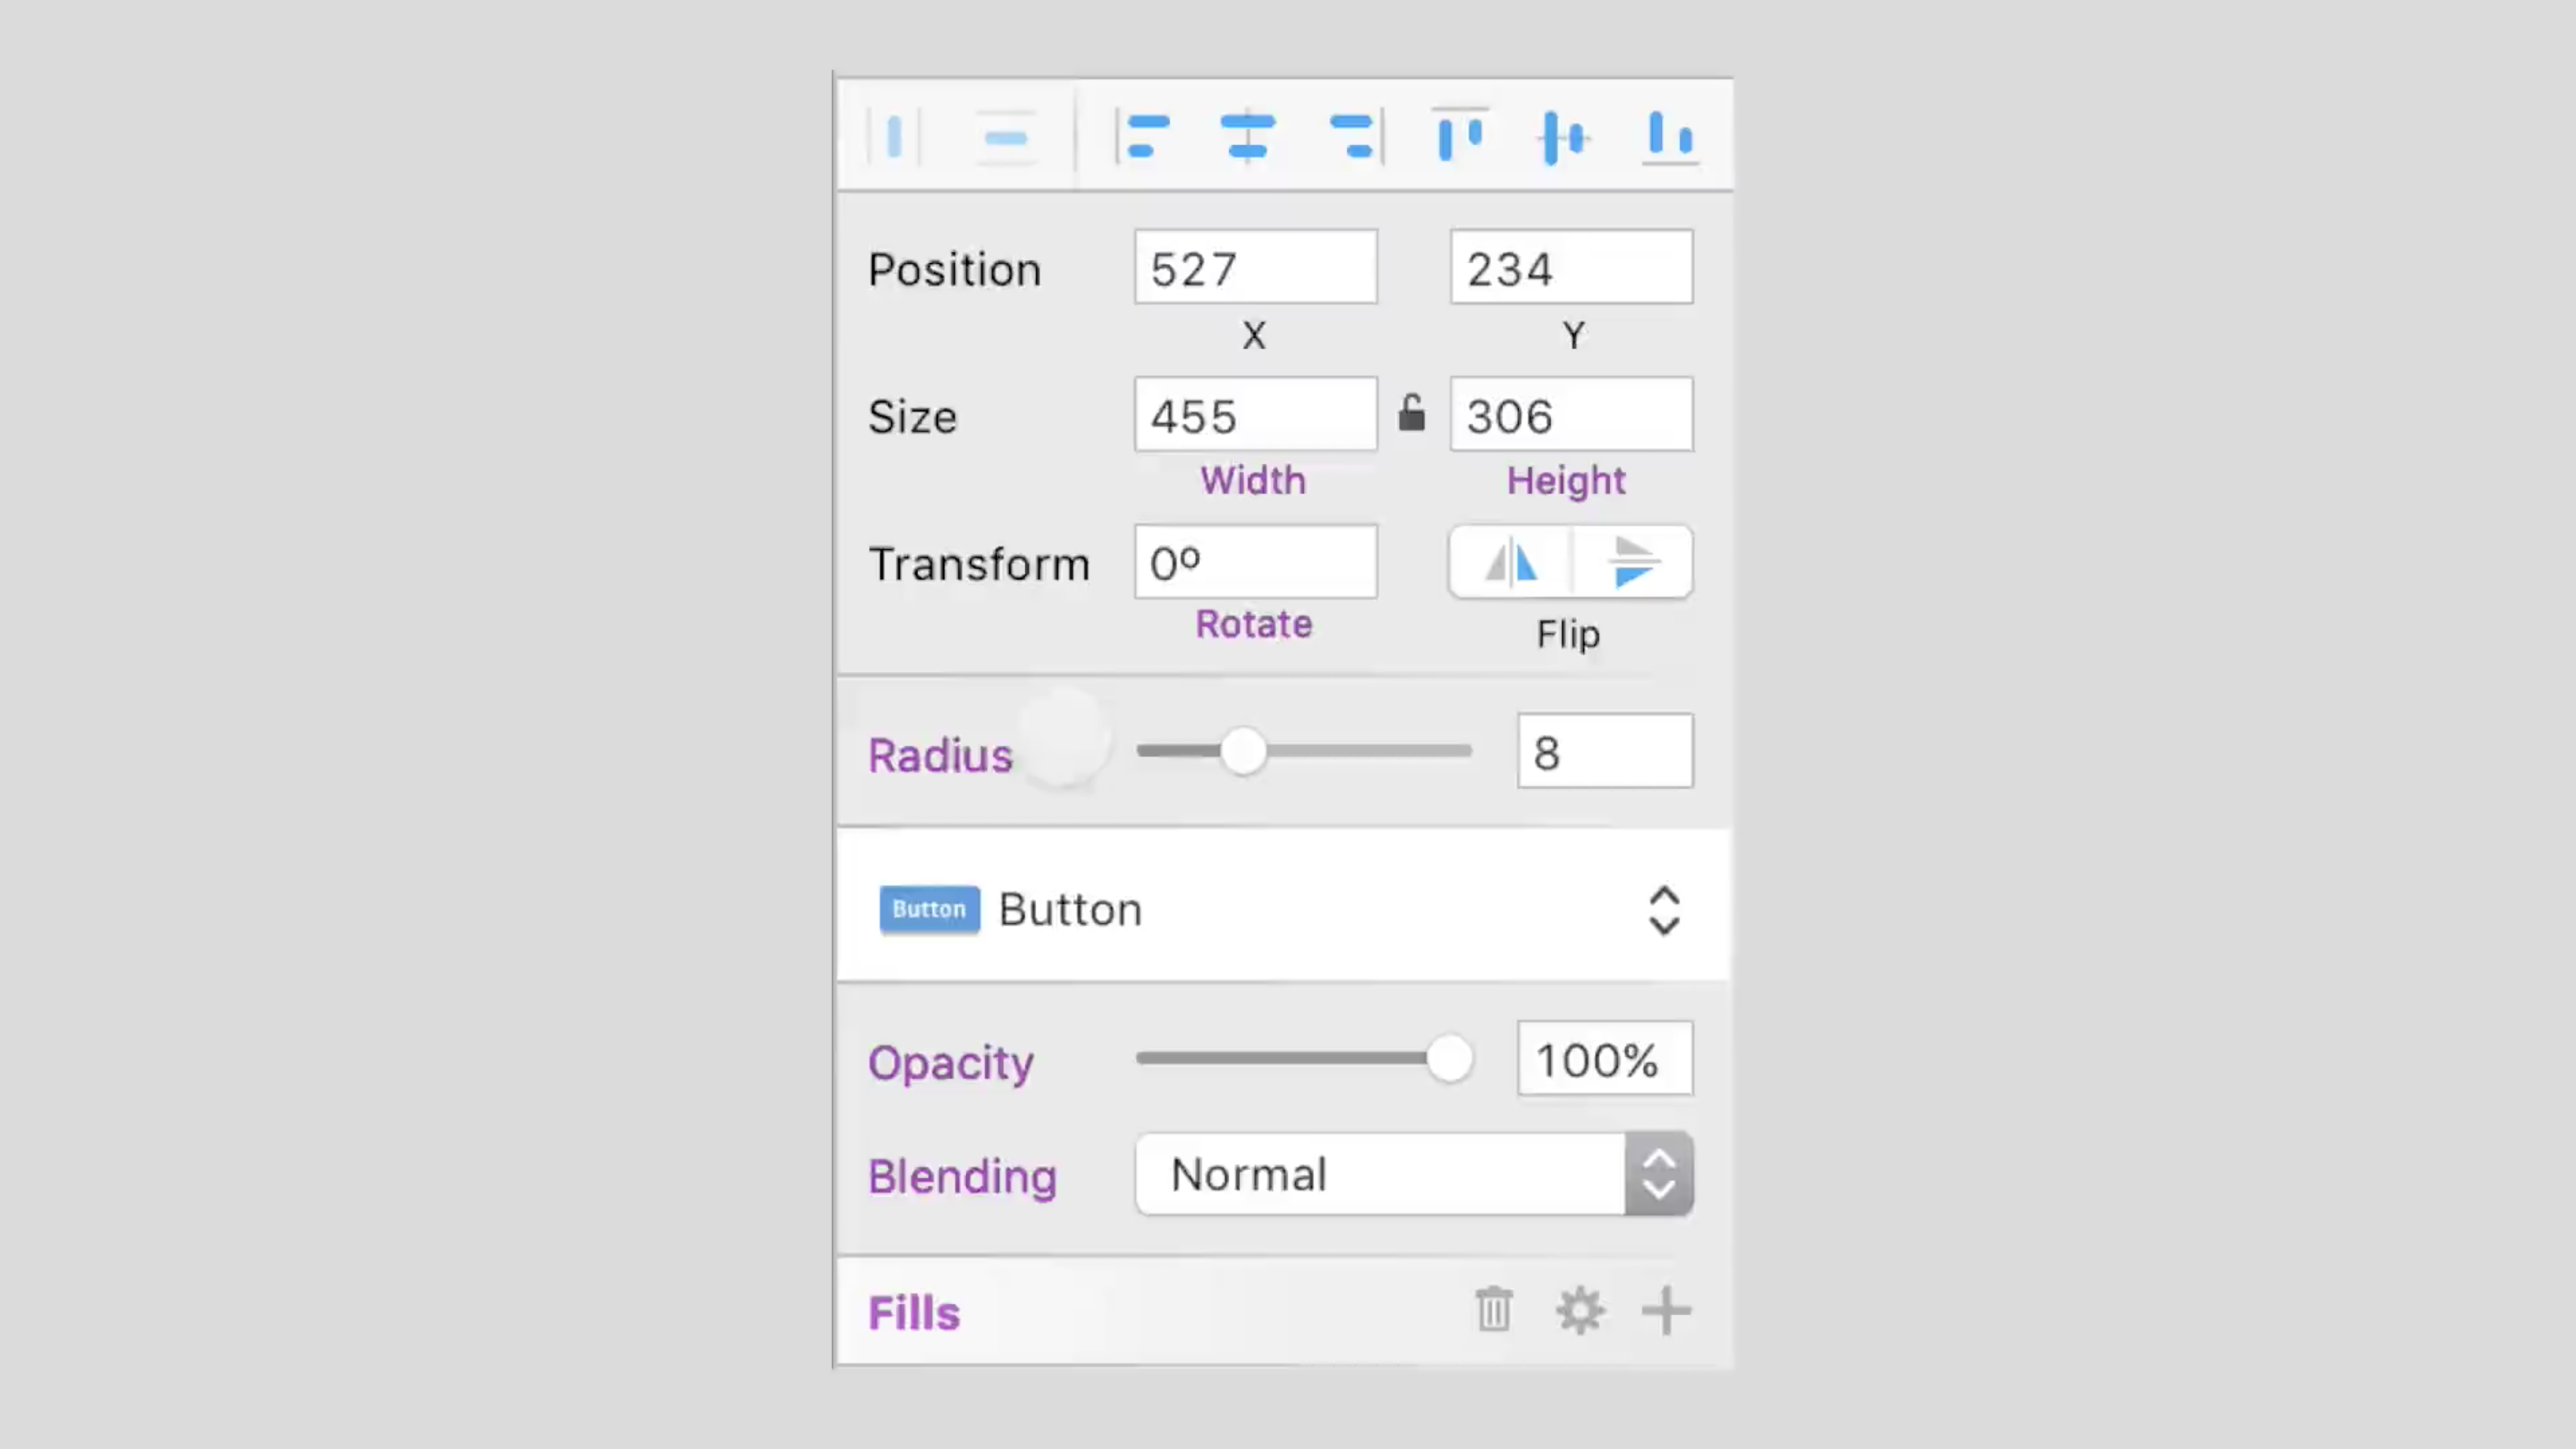 Position 527 234
X Y
Size 455 306
Width Height
Transform 0º
Rotate Flip
Radius 8
Button Button
Opacity 100%
Blending Normal
Fills